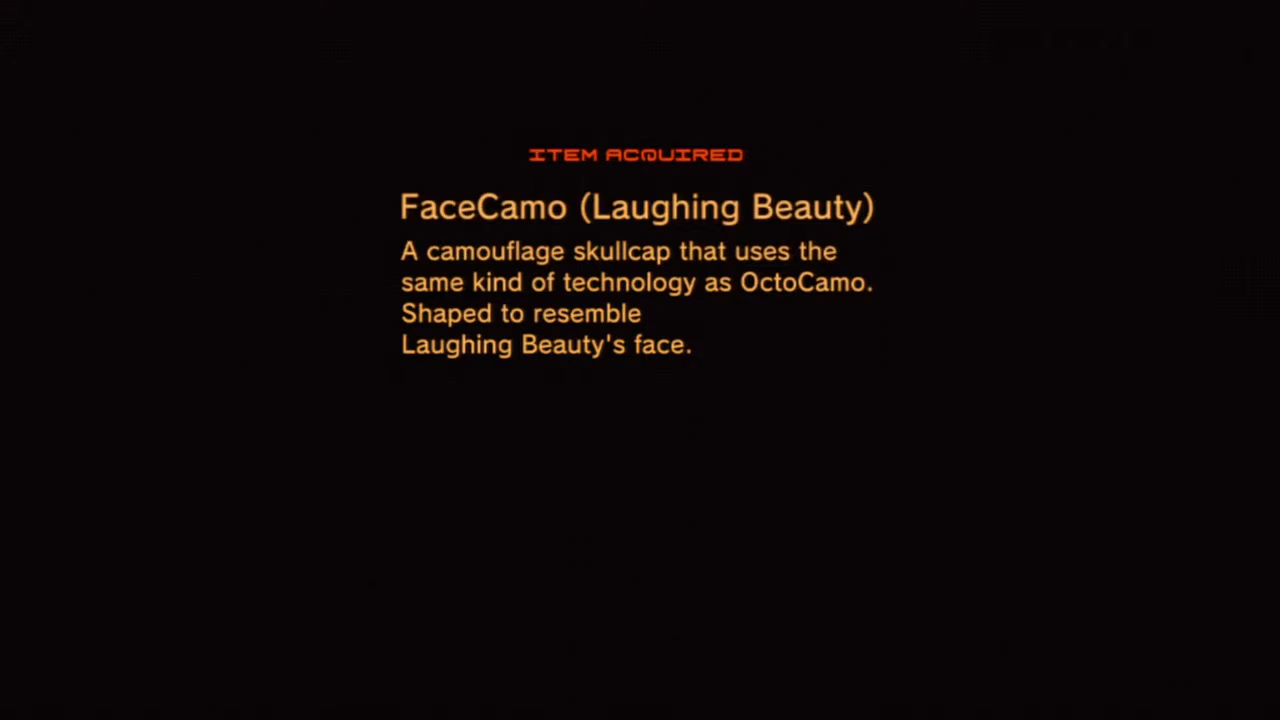 ITEM ACQUIRED
FaceCamo (Laughing Beauty)
A camouflage skullcap that uses the
same kind of technology as OctoCamo.
Shaped to resemble
Laughing Beauty's face.